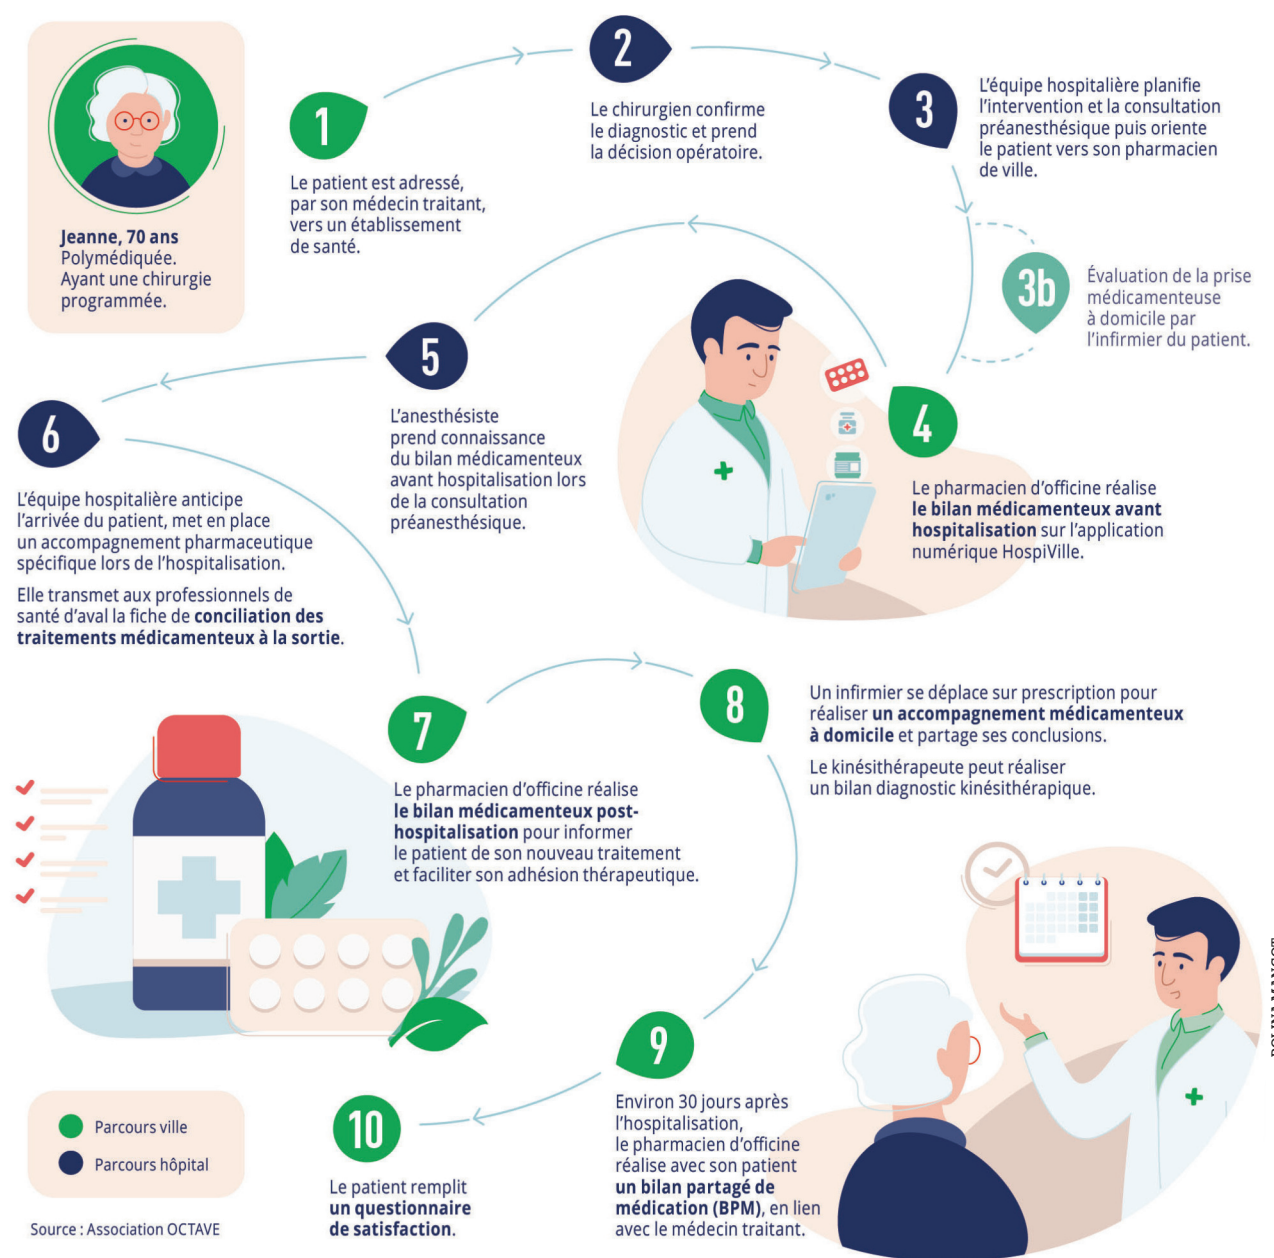 Jeanne, 70 ans
Polymédiquée.
Ayant une chirurgie
programmée.
1
Le patient est adressé,
par son médecin traitant,
vers un établissement
de santé.
2
Le chirurgien confirme
le diagnostic et prend
la décision opératoire.
3
L’équipe hospitalière planifie
l’intervention et la consultation
préanesthésique puis oriente
le patient vers son pharmacien
de ville.
3b
Évaluation de la prise
médicamenteuse
à domicile par
l’infirmier du patient.
4
Le pharmacien d’officine réalise
le bilan médicamenteux avant
hospitalisation sur l’application
numérique HospiVille.
5
L’anesthésiste
prend connaissance
du bilan médicamenteux
avant hospitalisation lors
de la consultation
préanesthésique.
6
L’équipe hospitalière anticipe
l’arrivée du patient, met en place
un accompagnement pharmaceutique
spécifique lors de l’hospitalisation.
Elle transmet aux professionnels de
santé d’aval la fiche de conciliation des
traitements médicamenteux à la sortie.
7
Le pharmacien d’officine réalise
le bilan médicamenteux post-
hospitalisation pour informer
le patient de son nouveau traitement
et faciliter son adhésion thérapeutique.
8
Un infirmier se déplace sur prescription pour
réaliser un accompagnement médicamenteux
à domicile et partage ses conclusions.
Le kinésithérapeute peut réaliser
un bilan diagnostic kinésithérapique.
9
Environ 30 jours après
l’hospitalisation,
le pharmacien d’officine
réalise avec son patient
un bilan partagé de
médication (BPM), en lien
avec le médecin traitant.
10
Le patient remplit
un questionnaire
de satisfaction.
Parcours ville
Parcours hôpital
Source : Association OCTAVE